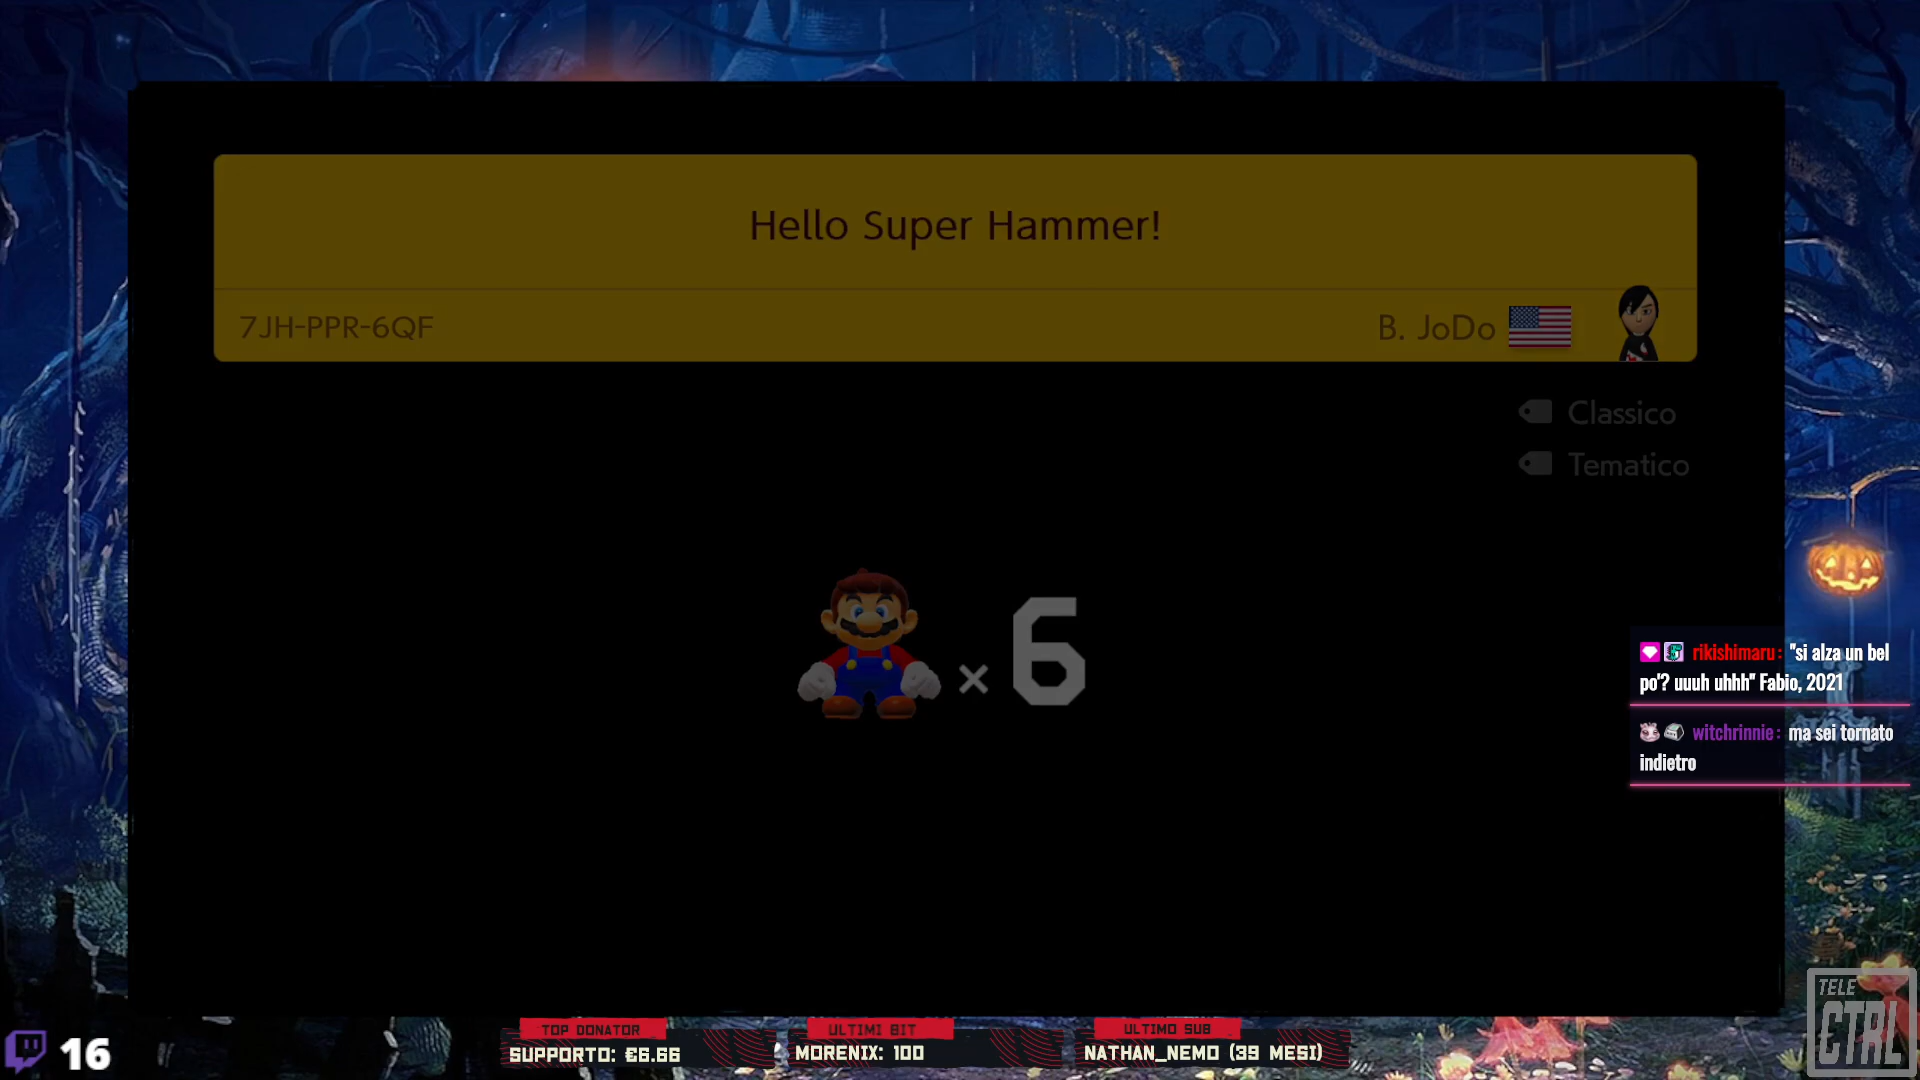 Hello Super Hammer!
7JH-PPR-6QF
B. JoDo
Classico
Tematico
× 6
rikishimaru: "si alza un bel
po'? uuuh uhhh" Fabio, 2021
witchrinnie: ma sei tornato
indietro
16
TOP DONATOR
SUPPORTO: €6.66
ULTIMI BIT
MORENIX: 100
ULTIMO SUB
NATHAN_NEMO (39 MESI)
TELE
CTRL